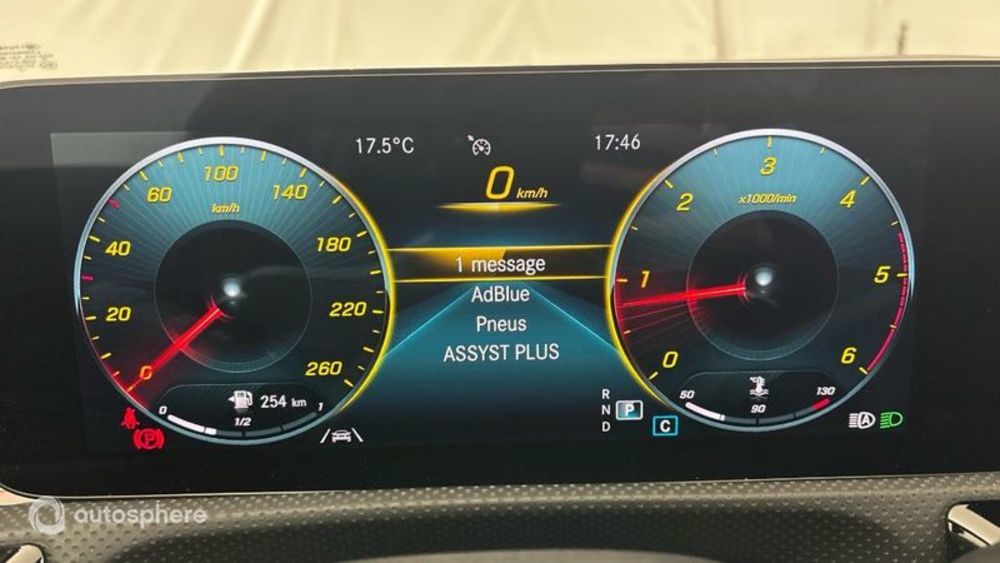 17.5°C
17:46
0 km/h
60 100 140
km/h
40 180
20 220
0 260
254 km
0 1/2 1
1 message
AdBlue
Pneus
ASSYST PLUS
2 3 4
x1000/min
1 5
0 6
50 90 130
R
N P
D
C
A
P
autosphere